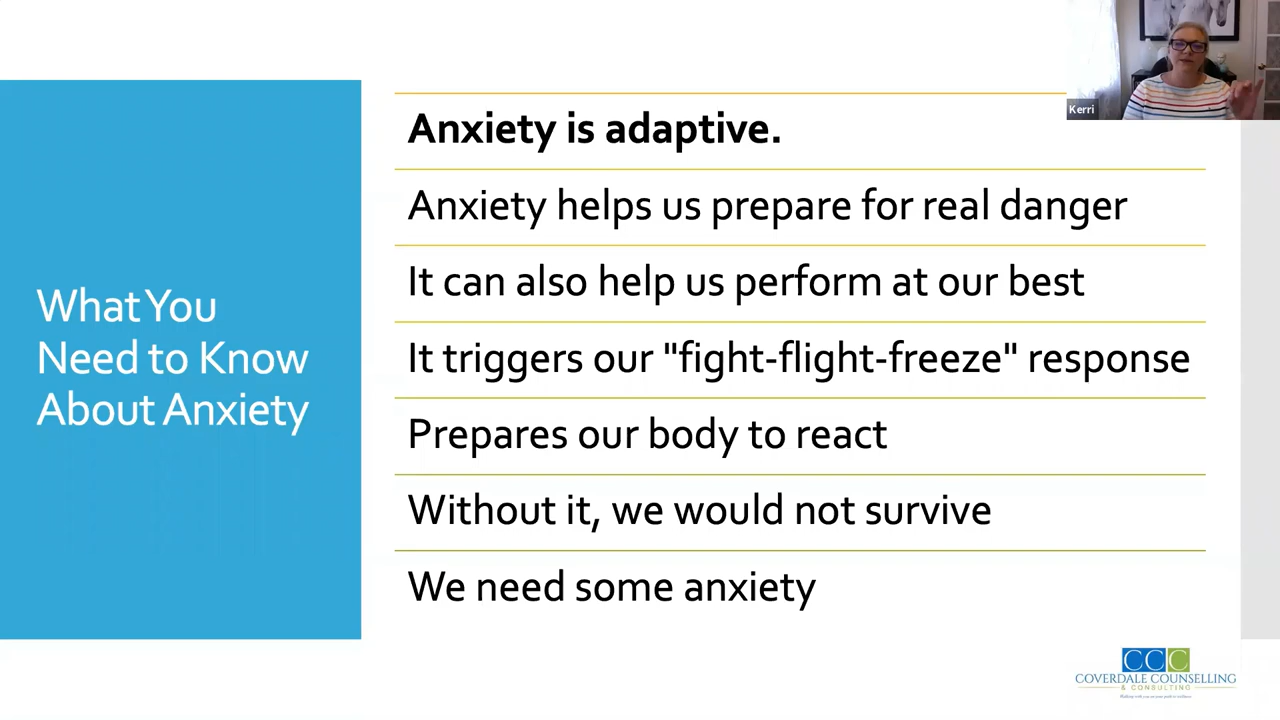 What You
Need to Know
About Anxiety
Anxiety is adaptive.
Anxiety helps us prepare for real danger
It can also help us perform at our best
It triggers our "fight-flight-freeze" response
Prepares our body to react
Without it, we would not survive
We need some anxiety
Kerri
CCC
COVERDALE COUNSELLING
& CONSULTING